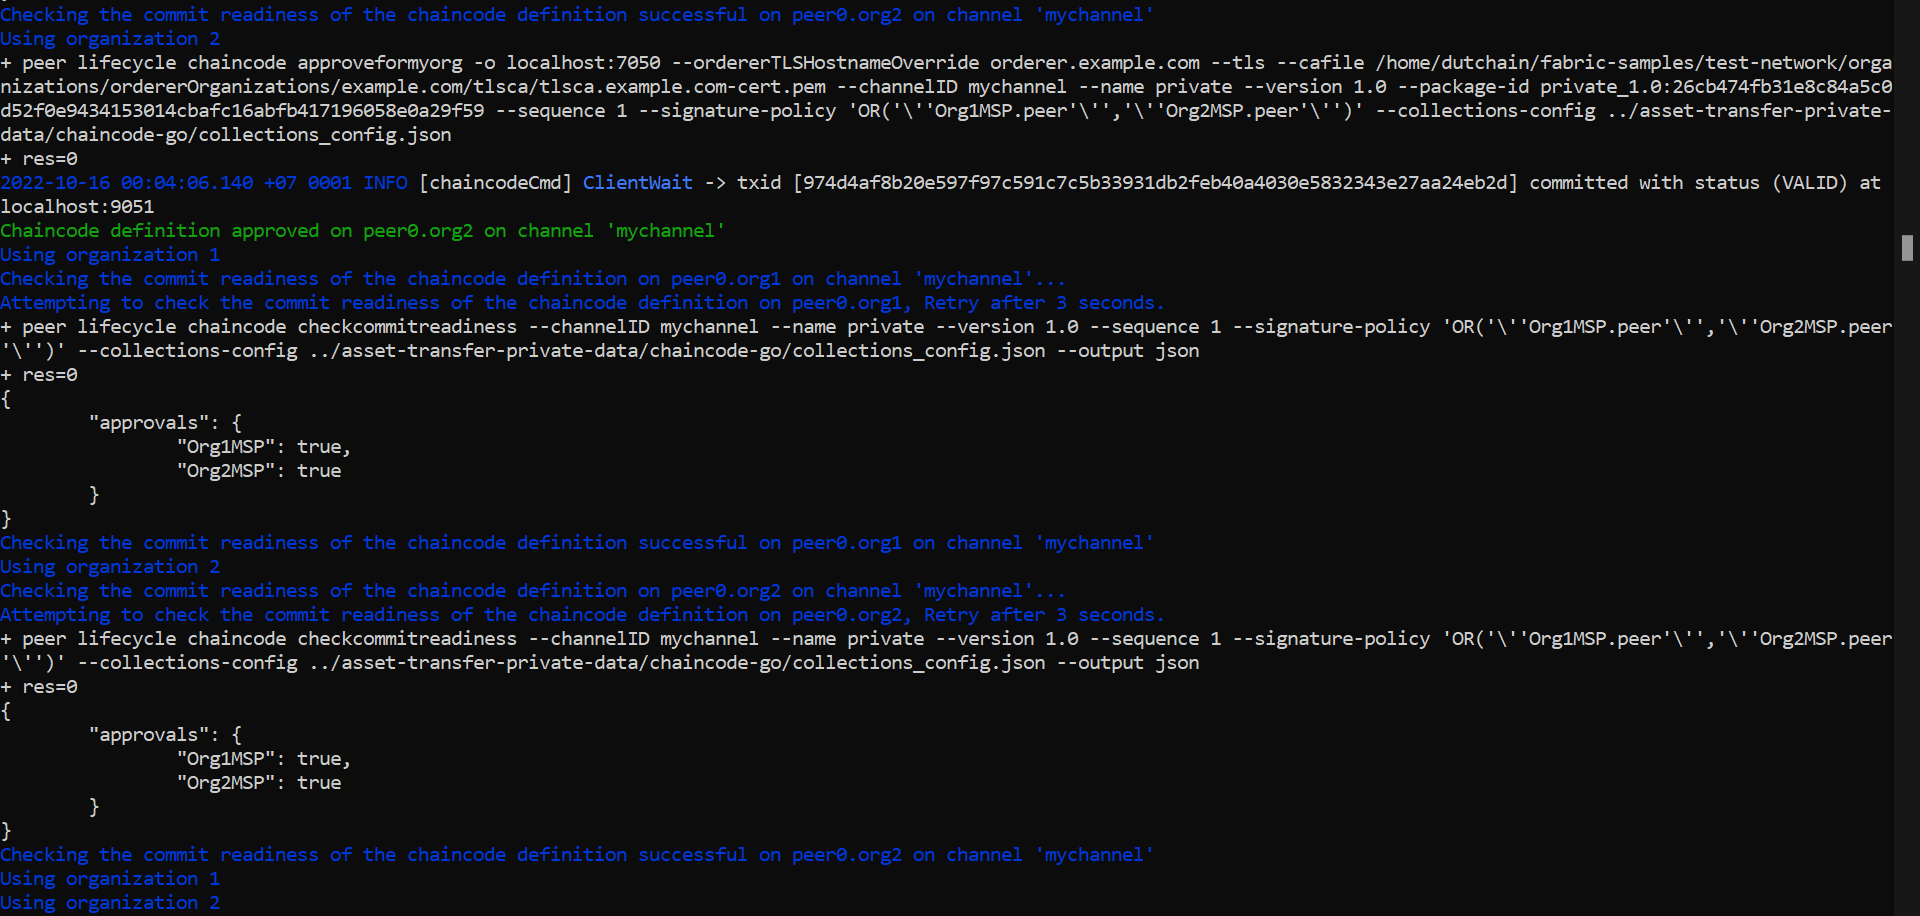 Checking the commit readiness of the chaincode definition successful on peer0.org2 on channel 'mychannel'
Using organization 2
+ peer lifecycle chaincode approveformyorg -o localhost:7050 --ordererTLSHostnameOverride orderer.example.com --tls --cafile /home/dutchain/fabric-samples/test-network/orga
nizations/ordererOrganizations/example.com/tlsca/tlsca.example.com-cert.pem --channelID mychannel --name private --version 1.0 --package-id private_1.0:26cb474fb31e8c84a5c0
d52f0e9434153014cbafc16abfb417196058e0a29f59 --sequence 1 --signature-policy 'OR('\''Org1MSP.peer'\'','\''Org2MSP.peer'\'')' --collections-config ../asset-transfer-private-
data/chaincode-go/collections_config.json
+ res=0
2022-10-16 00:04:06.140 +07 0001 INFO [chaincodeCmd] ClientWait -> txid [974d4af8b20e597f97c591c7c5b33931db2feb40a4030e5832343e27aa24eb2d] committed with status (VALID) at
localhost:9051
Chaincode definition approved on peer0.org2 on channel 'mychannel'
Using organization 1
Checking the commit readiness of the chaincode definition on peer0.org1 on channel 'mychannel'...
Attempting to check the commit readiness of the chaincode definition on peer0.org1, Retry after 3 seconds.
+ peer lifecycle chaincode checkcommitreadiness --channelID mychannel --name private --version 1.0 --sequence 1 --signature-policy 'OR('\''Org1MSP.peer'\'','\''Org2MSP.peer
'\'')' --collections-config ../asset-transfer-private-data/chaincode-go/collections_config.json --output json
+ res=0
{
        "approvals": {
                "Org1MSP": true,
                "Org2MSP": true
        }
}
Checking the commit readiness of the chaincode definition successful on peer0.org1 on channel 'mychannel'
Using organization 2
Checking the commit readiness of the chaincode definition on peer0.org2 on channel 'mychannel'...
Attempting to check the commit readiness of the chaincode definition on peer0.org2, Retry after 3 seconds.
+ peer lifecycle chaincode checkcommitreadiness --channelID mychannel --name private --version 1.0 --sequence 1 --signature-policy 'OR('\''Org1MSP.peer'\'','\''Org2MSP.peer
'\'')' --collections-config ../asset-transfer-private-data/chaincode-go/collections_config.json --output json
+ res=0
{
        "approvals": {
                "Org1MSP": true,
                "Org2MSP": true
        }
}
Checking the commit readiness of the chaincode definition successful on peer0.org2 on channel 'mychannel'
Using organization 1
Using organization 2